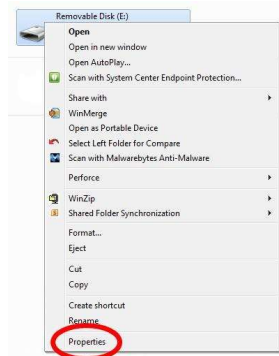 Removable Disk (E:)
Open
Open in new window
Open AutoPlay...
Scan with System Center Endpoint Protection...
Share with
WinMerge
Open as Portable Device
Select Left Folder for Compare
Scan with Malwarebytes Anti-Malware
Perforce
WinZip
Shared Folder Synchronization
Format...
Eject
Cut
Copy
Create shortcut
Rename
Properties